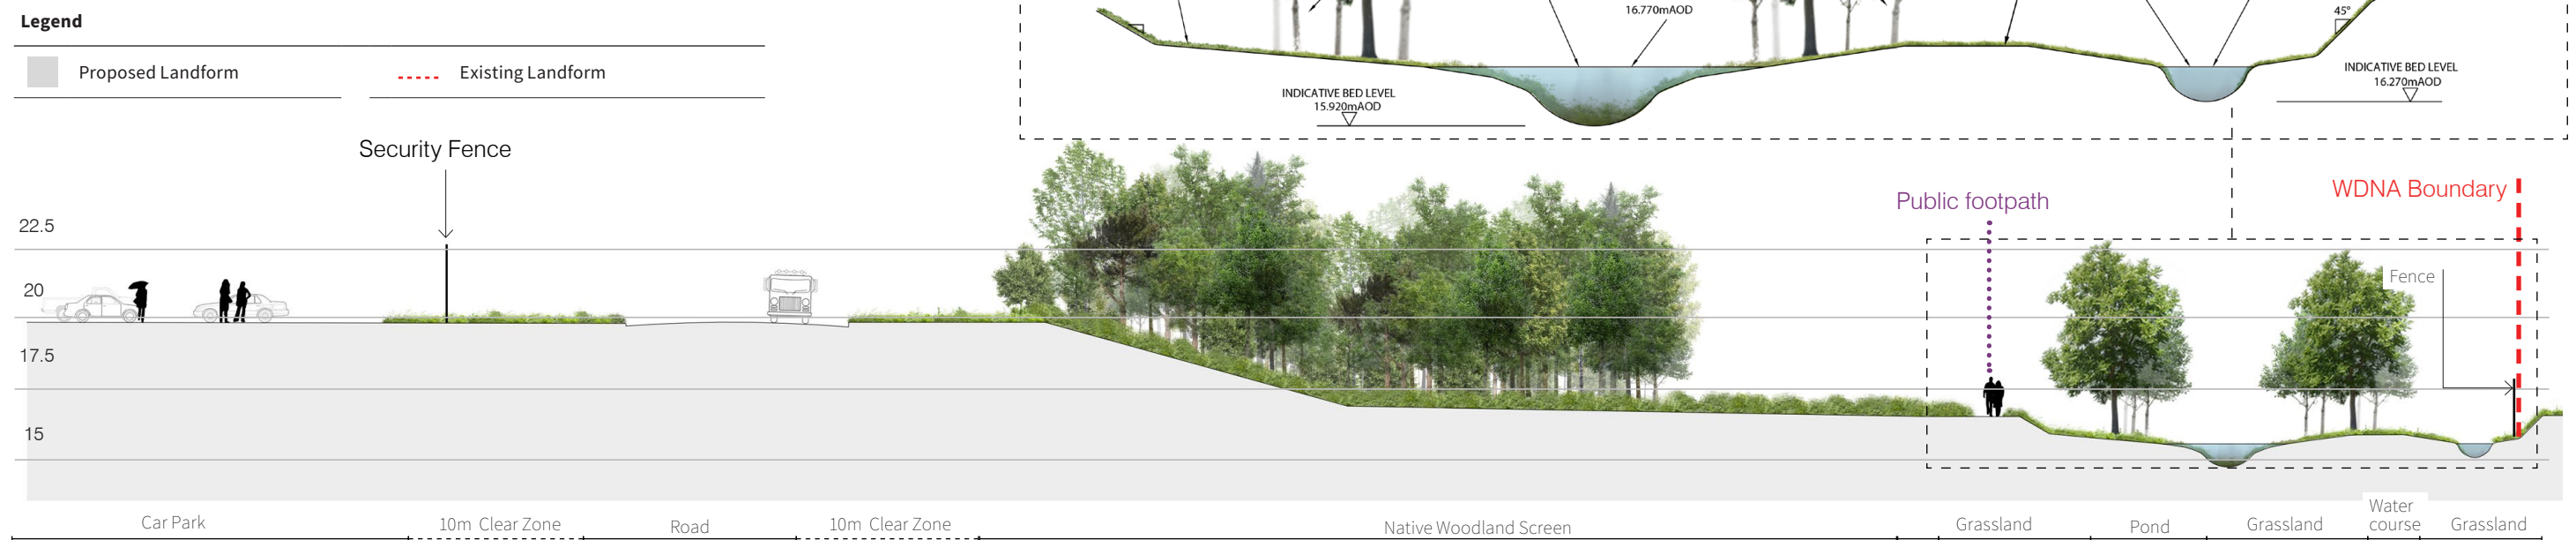 Legend
Proposed Landform
Existing Landform
16.770mAOD
45°
INDICATIVE BED LEVEL
16.270mAOD
INDICATIVE BED LEVEL
15.920mAOD
Security Fence
WDNA Boundary
Public footpath
22.5
Fence
20
17.5
15
Car Park
10m Clear Zone
Road
10m Clear Zone
Native Woodland Screen
Grassland
Pond
Grassland
Water
course
Grassland